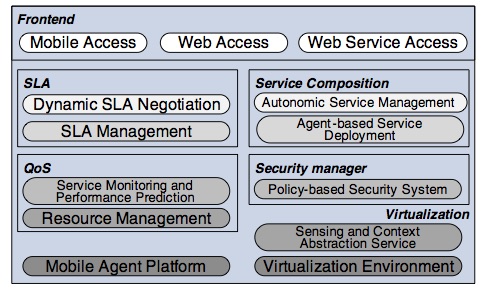 Frontend
Mobile Access
Web Access
Web Service Access
SLA
Dynamic SLA Negotiation
SLA Management
Service Composition
Autonomic Service Management
Agent-based Service
Deployment
QoS
Service Monitoring and
Performance Prediction
Resource Management
Security manager
Policy-based Security System
Virtualization
Sensing and Context
Abstraction Service
Mobile Agent Platform
Virtualization Environment